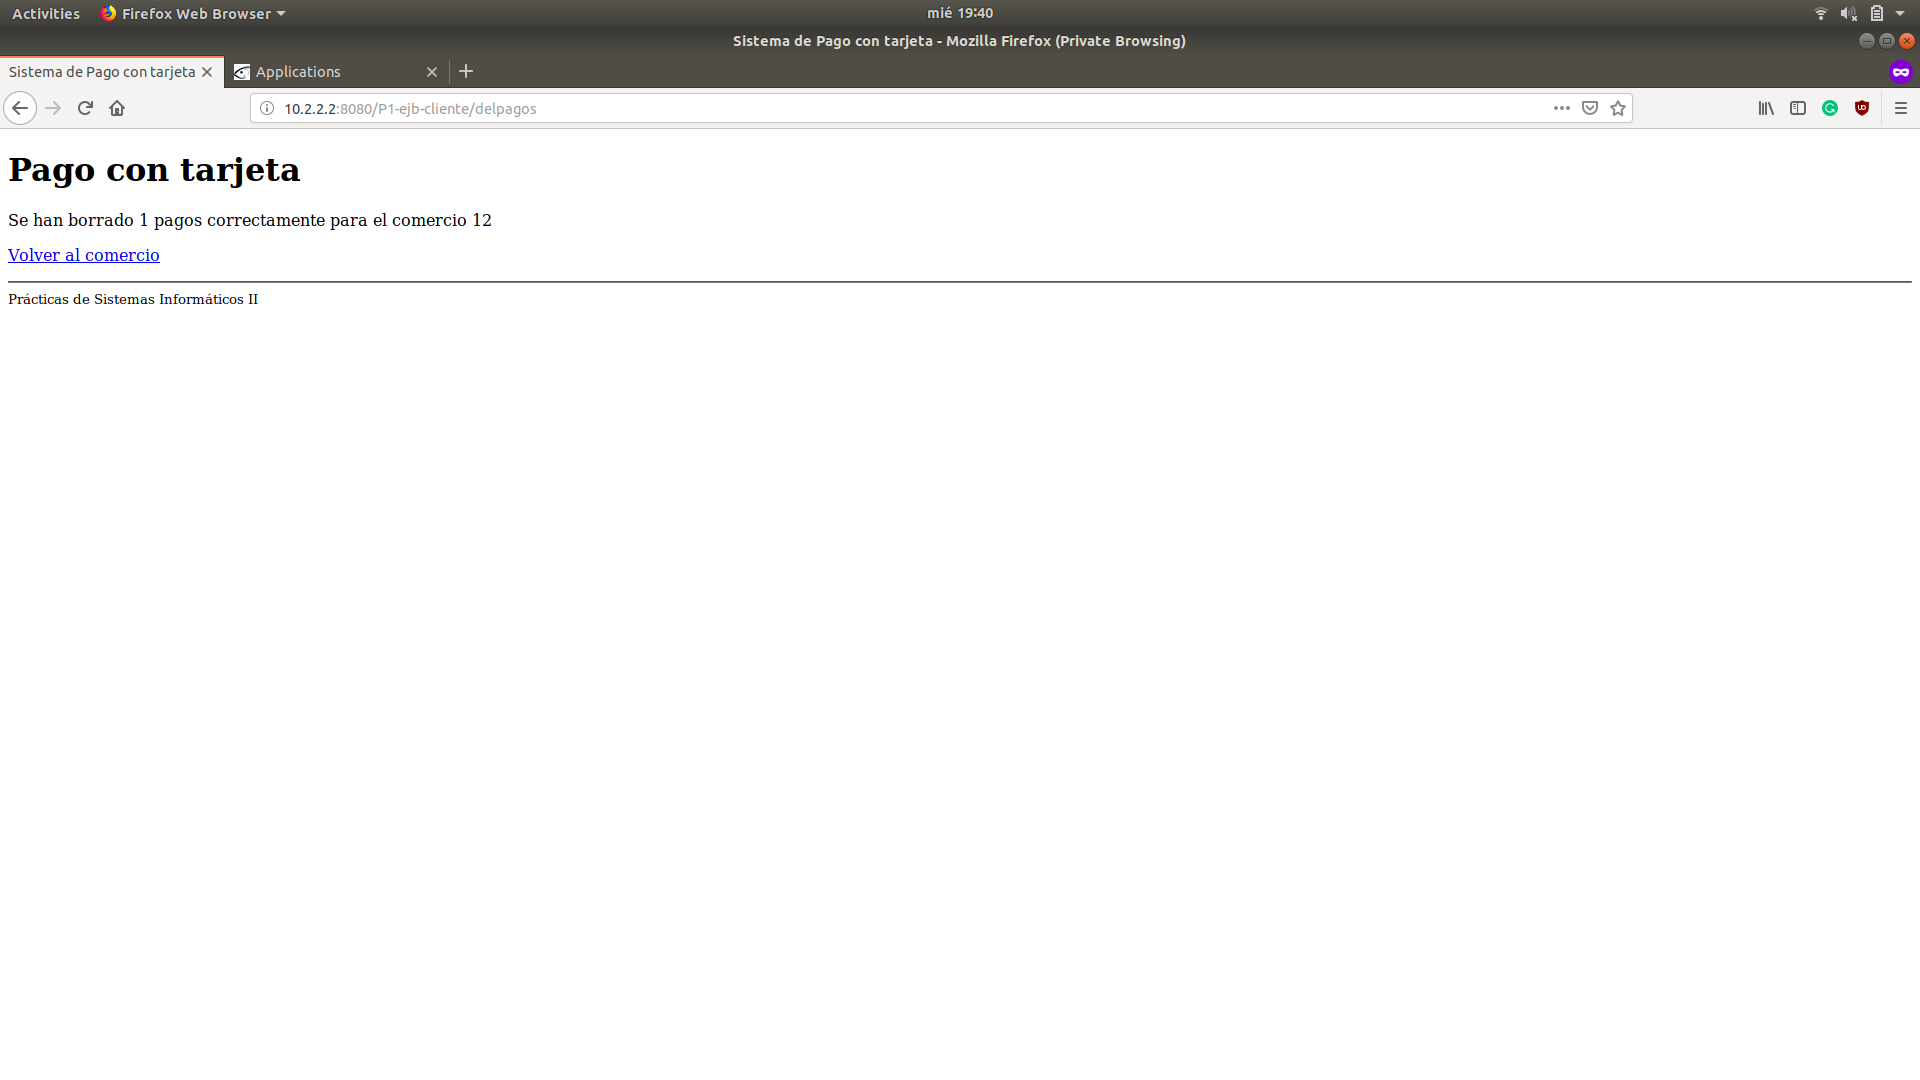 Activities Firefox Web Browser mié 19:40
Sistema de Pago con tarjeta - Mozilla Firefox (Private Browsing)
Sistema de Pago con tarjeta Applications
10.2.2.2:8080/P1-ejb-cliente/delpagos
Pago con tarjeta
Se han borrado 1 pagos correctamente para el comercio 12
Volver al comercio
Prácticas de Sistemas Informáticos II